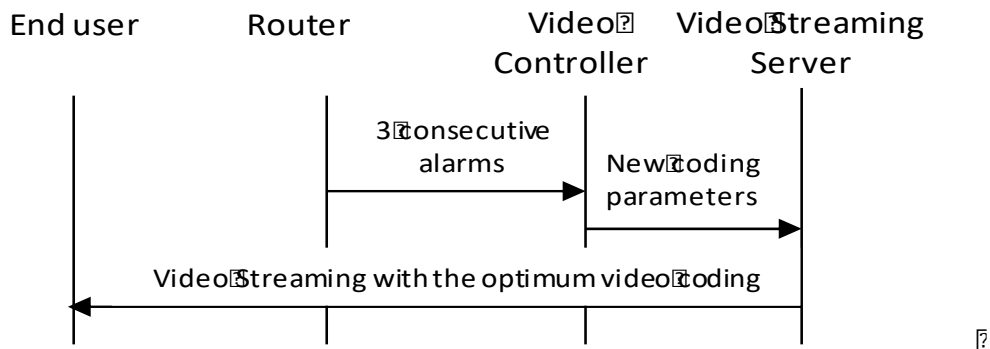 End user
Router
Video�
Controller
Video�Streaming
Server
3�consecutive
alarms
New�coding
parameters
Video�Streaming with the optimum video�coding
�